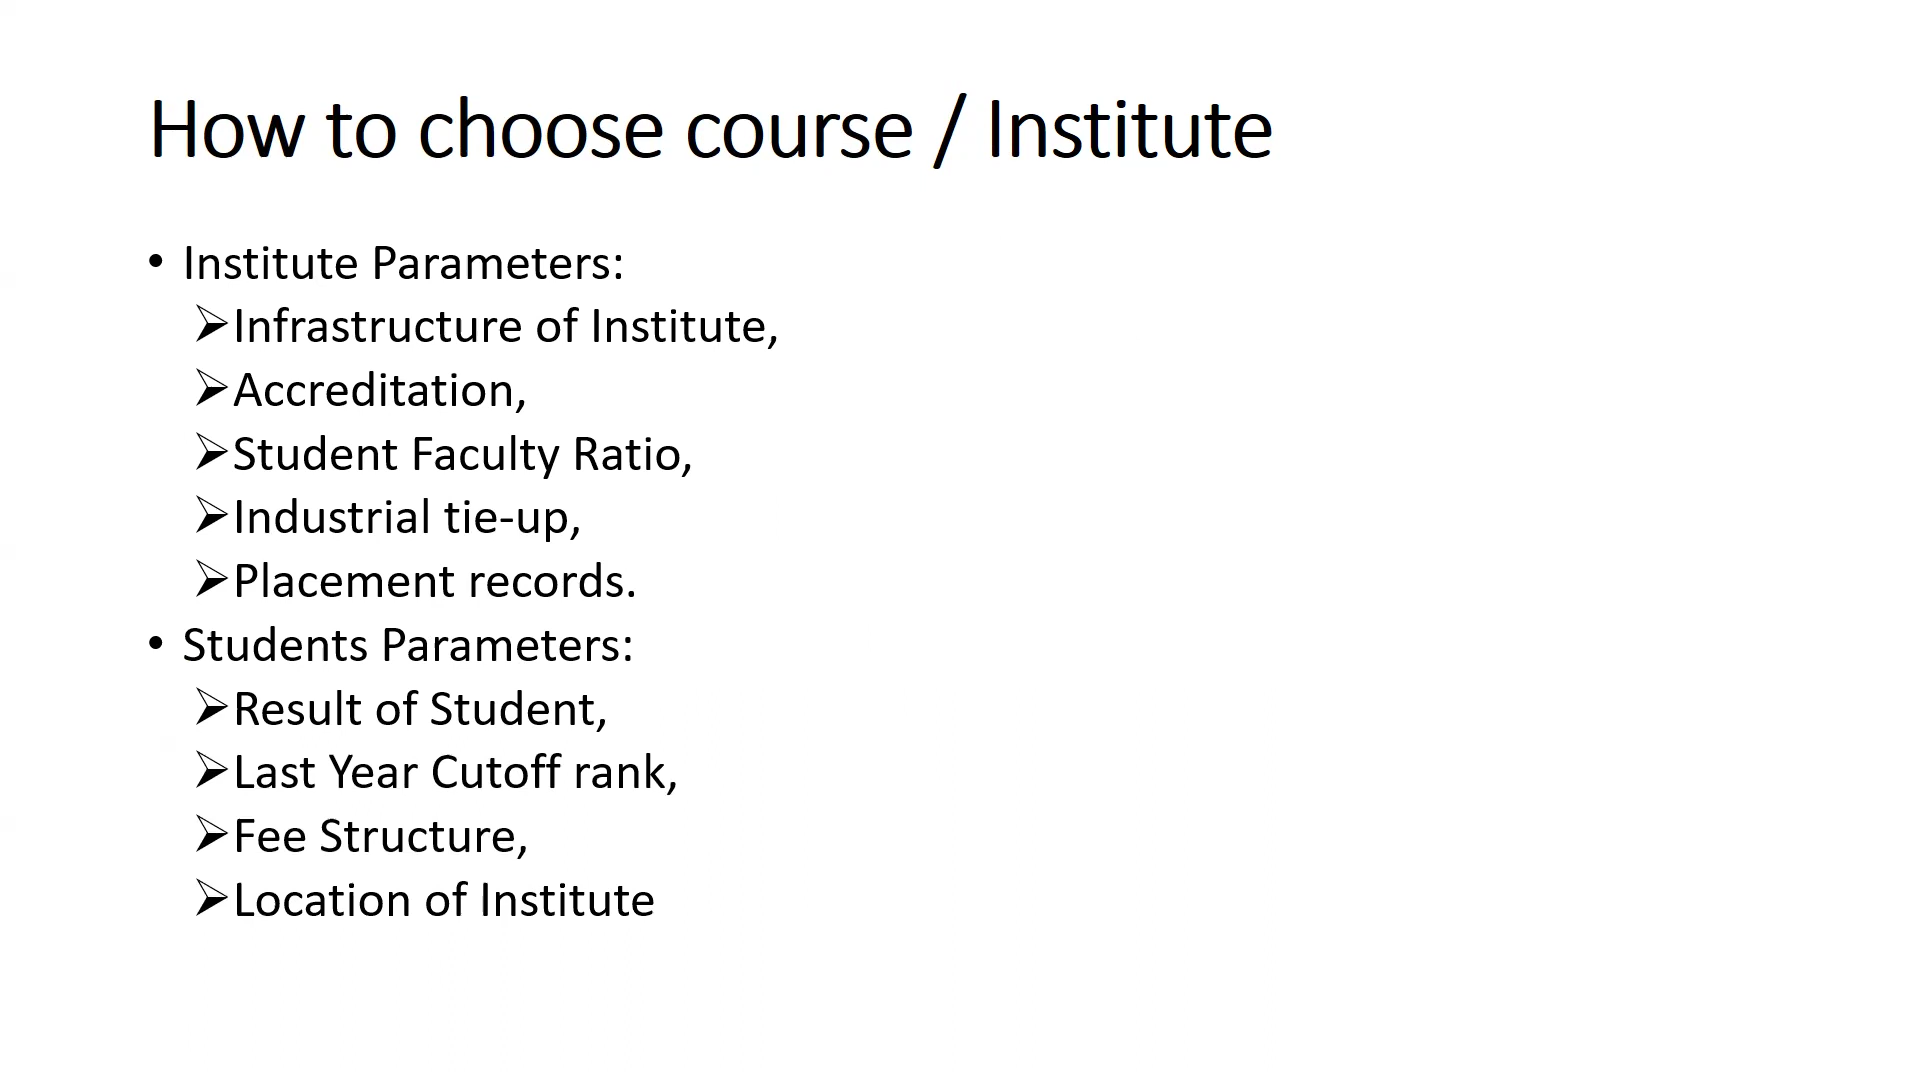 How to choose course / Institute
• Institute Parameters:
➢Infrastructure of Institute,
➢Accreditation,
➢Student Faculty Ratio,
➢Industrial tie-up,
➢Placement records.
• Students Parameters:
➢Result of Student,
➢Last Year Cutoff rank,
➢Fee Structure,
➢Location of Institute